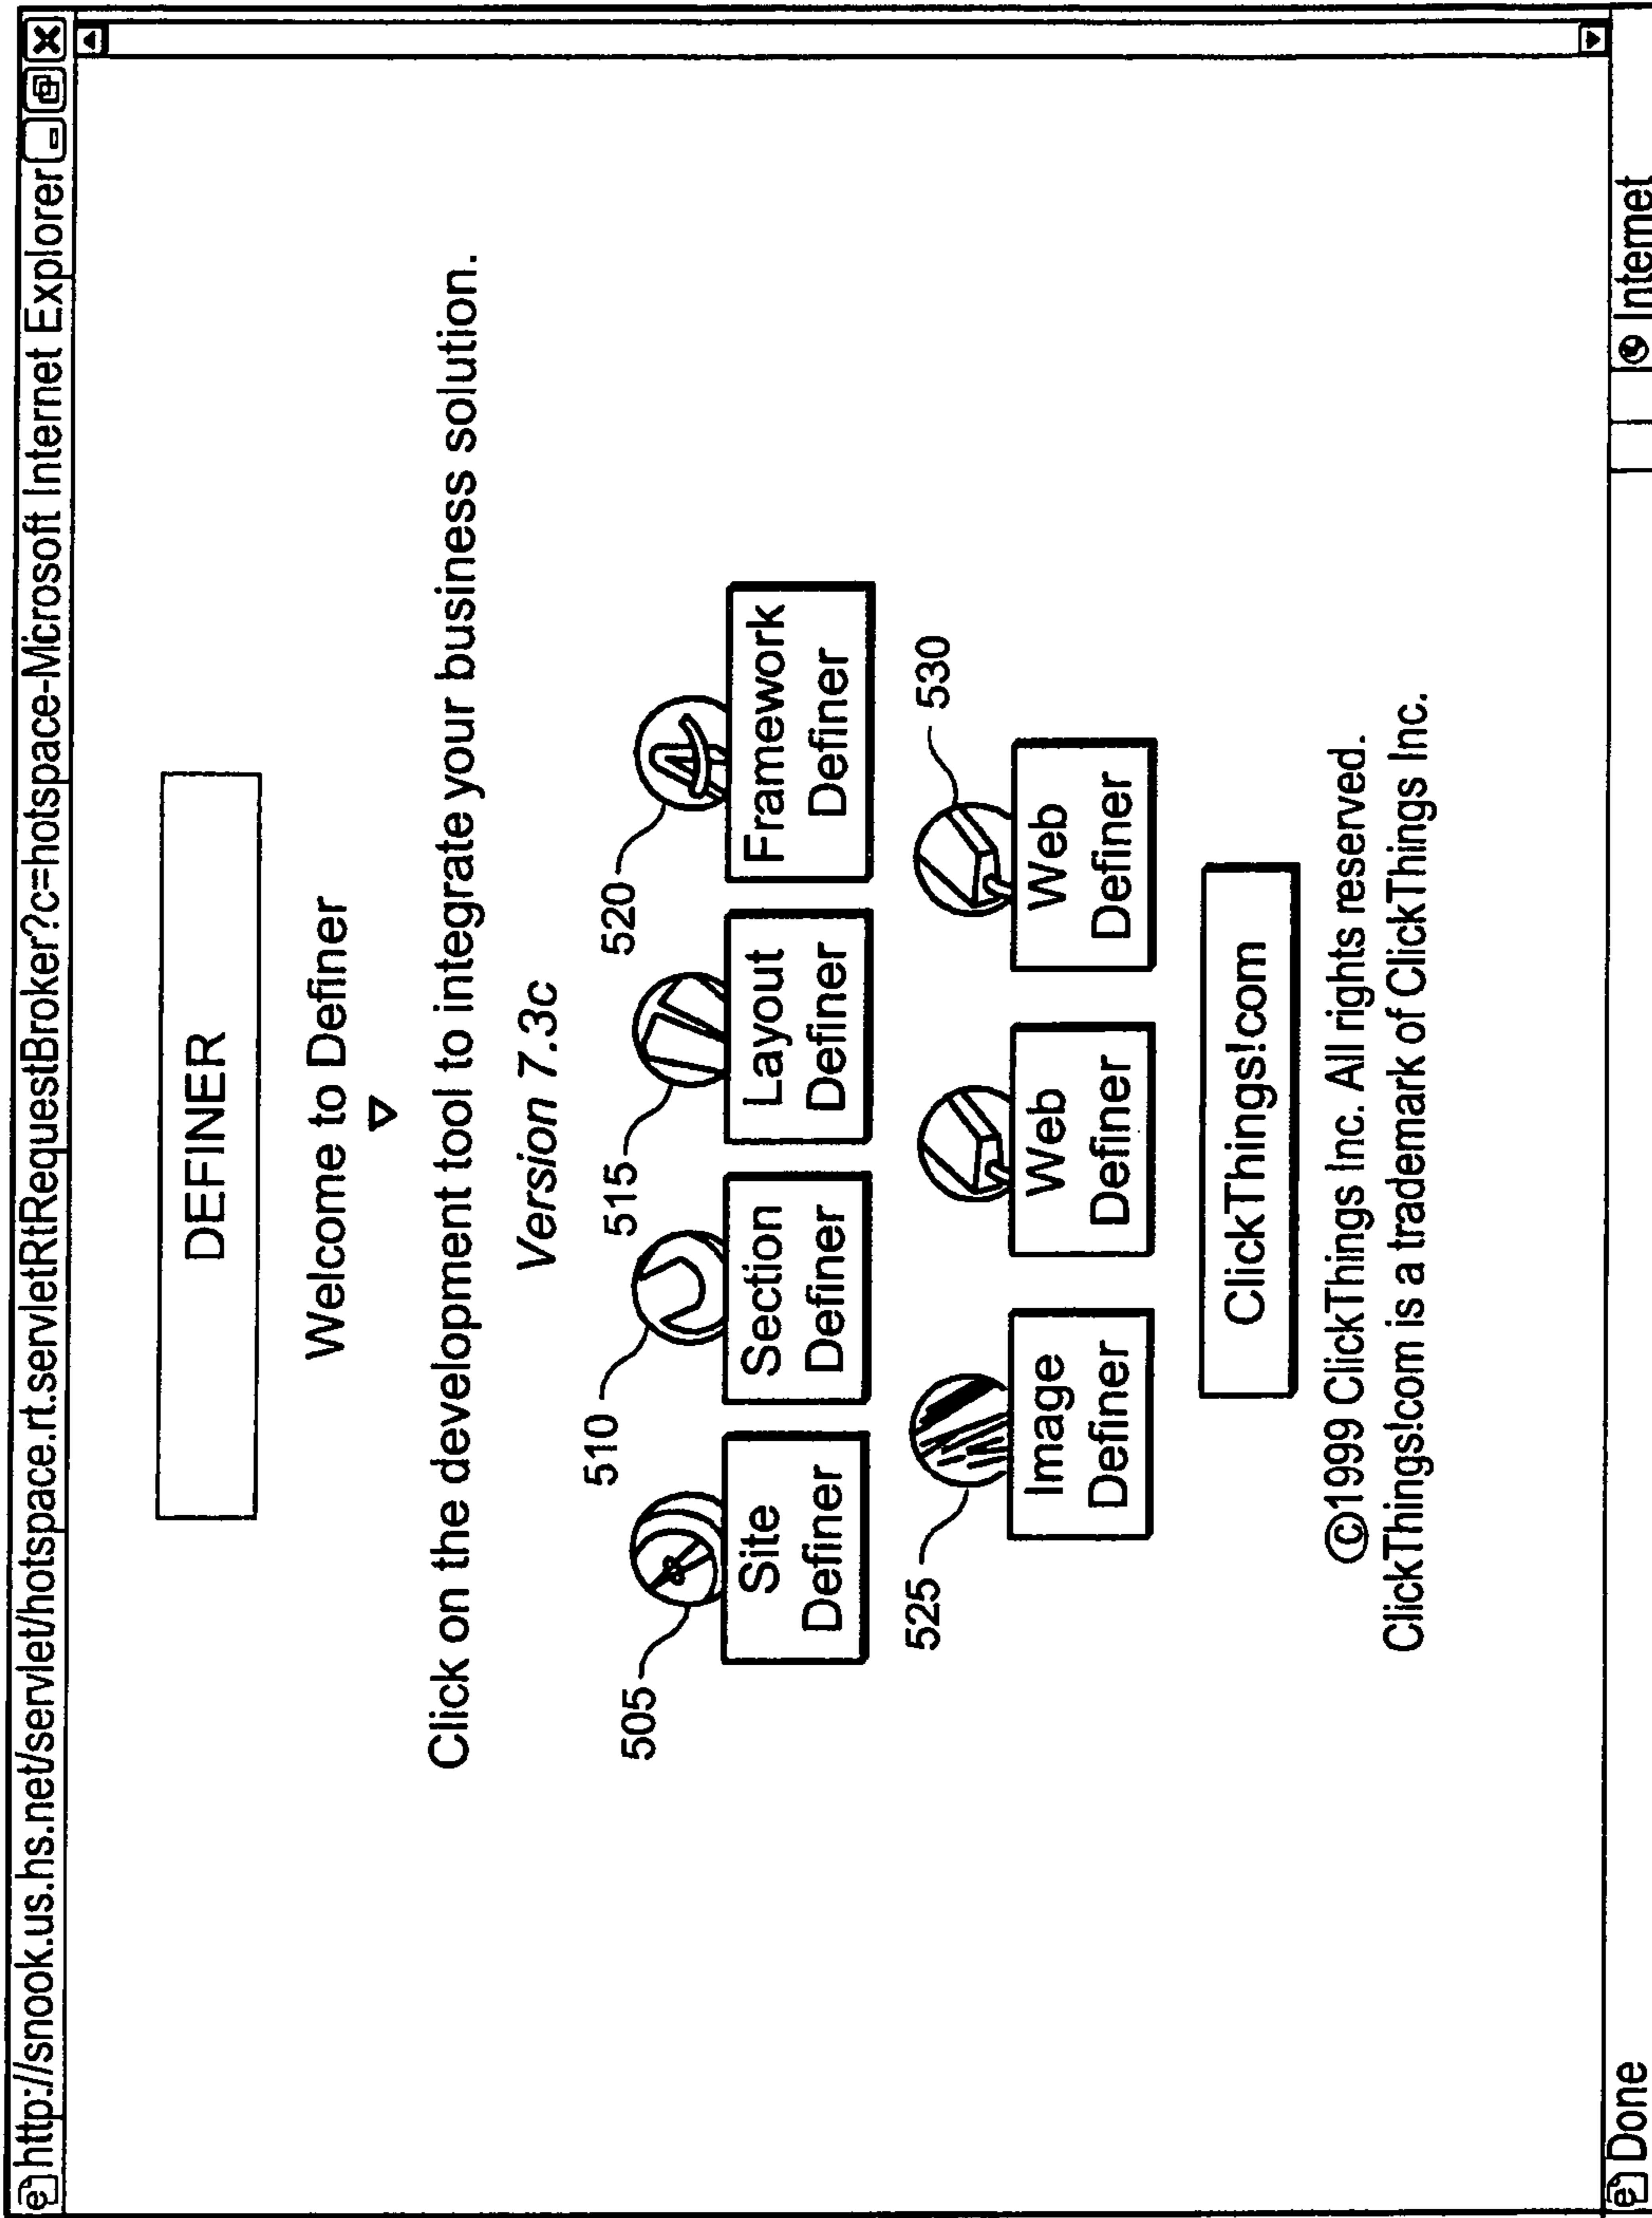 http://snook.us.hs.net/servlet/hotspace.rt.servletRtRequestBroker?c=hotspace-Microsoft Internet Explorer
DEFINER
Welcome to Definer
Click on the development tool to integrate your business solution.
Version 7.3c
505
510
515
520
Site
Definer
Section
Definer
Layout
Definer
Framework
Definer
525
530
Image
Definer
Web
Definer
Web
Definer
ClickThings!com
©1999 ClickThings Inc. All rights reserved.
ClickThings!com is a trademark of ClickThings Inc.
Done
Internet